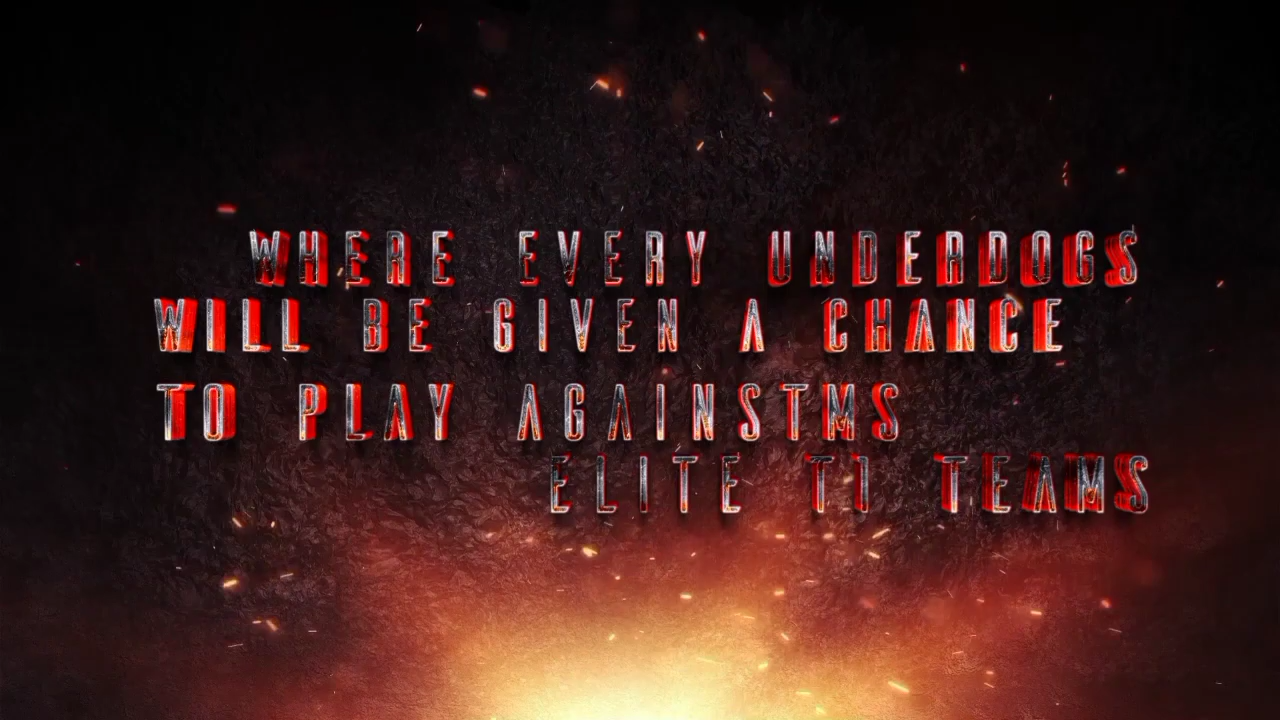 WHERE EVERY UNDERDOGS
WILL BE GIVEN A CHANCE
TO PLAY AGAINSTMS
ELITE T1 TEAMS